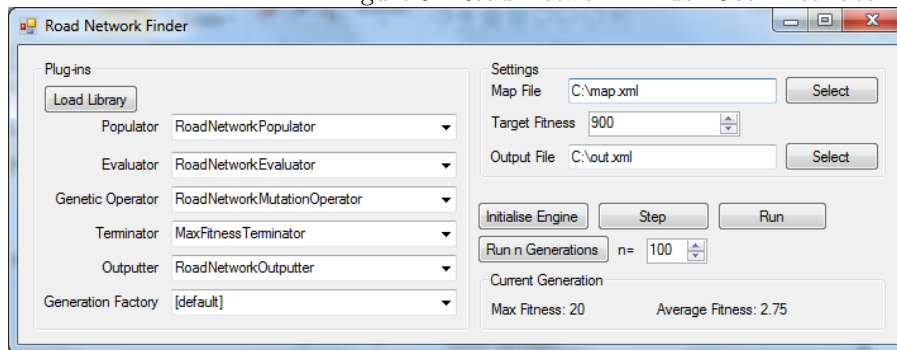 Road Network Finder
Plug-ins
Load Library
Populator RoadNetworkPopulator
Evaluator RoadNetworkEvaluator
Genetic Operator RoadNetworkMutationOperator
Terminator MaxFitnessTerminator
Outputter RoadNetworkOutputter
Generation Factory [default]
Settings
Map File C:\map.xml Select
Target Fitness 900
Output File C:\out.xml Select
Initialise Engine Step Run
Run n Generations n= 100
Current Generation
Max Fitness: 20 Average Fitness: 2.75